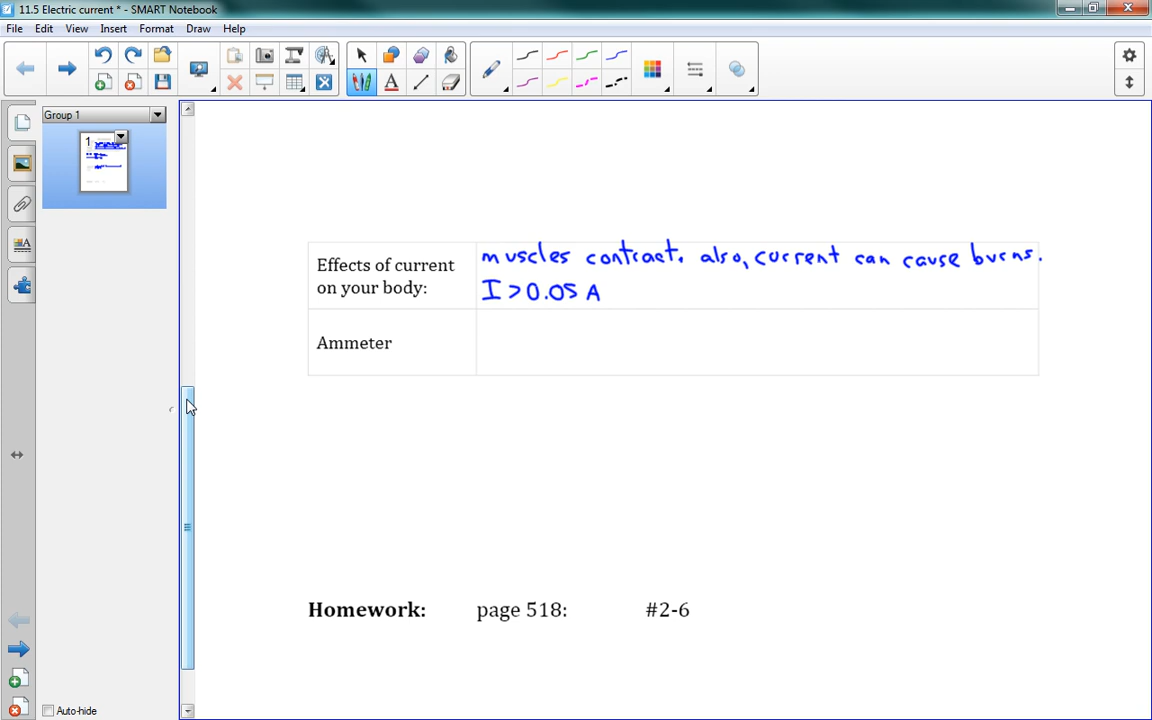 11.5 Electric current * - SMART Notebook
File Edit View Insert Format Draw Help
Group 1
1
Effects of current
on your body:
muscles contract. also, current can cause burns.
I > 0.05 A
Ammeter
Homework: page 518: #2-6
Auto-hide